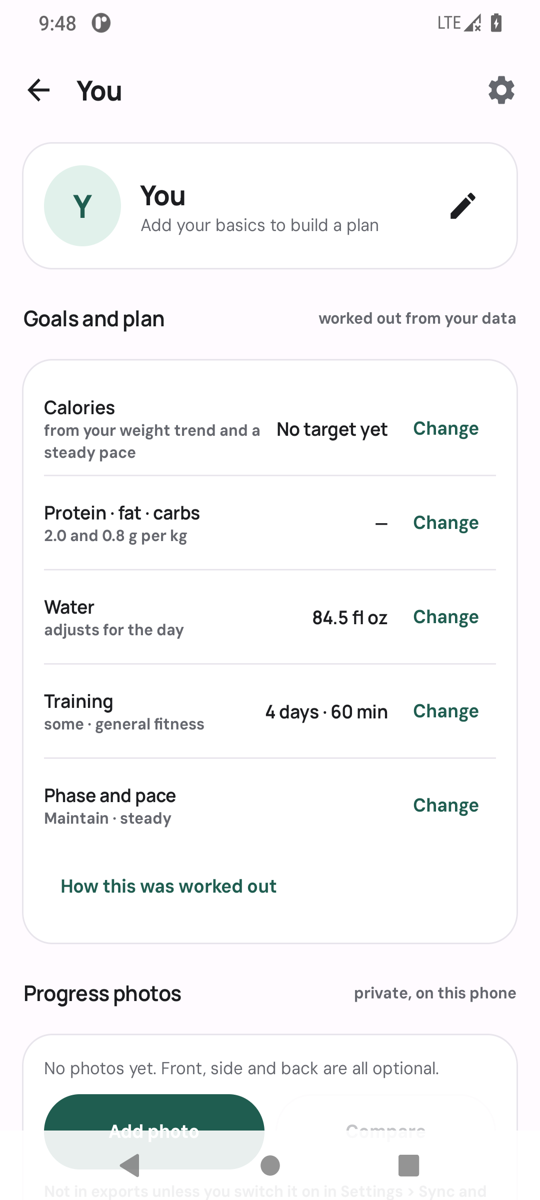 9:48
LTE
You
Y
You
Add your basics to build a plan
Goals and plan
worked out from your data
Calories
from your weight trend and a
steady pace
No target yet
Change
Protein · fat · carbs
2.0 and 0.8 g per kg
–
Change
Water
adjusts for the day
84.5 fl oz
Change
Training
some · general fitness
4 days · 60 min
Change
Phase and pace
Maintain · steady
Change
How this was worked out
Progress photos
private, on this phone
No photos yet. Front, side and back are all optional.
Add photo
Compare
Not in exports unless you switch it on in Settings › Sync and